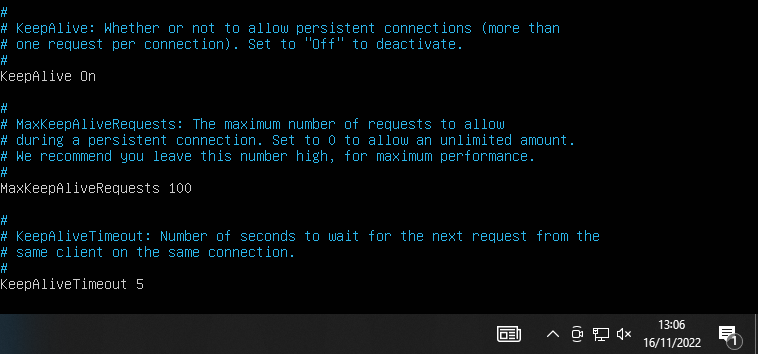 #
# KeepAlive: Whether or not to allow persistent connections (more than
# one request per connection). Set to "Off" to deactivate.
#
KeepAlive On
#
# MaxKeepAliveRequests: The maximum number of requests to allow
# during a persistent connection. Set to 0 to allow an unlimited amount.
# We recommend you leave this number high, for maximum performance.
#
MaxKeepAliveRequests 100
#
# KeepAliveTimeout: Number of seconds to wait for the next request from the
# same client on the same connection.
#
KeepAliveTimeout 5
13:06
16/11/2022
1